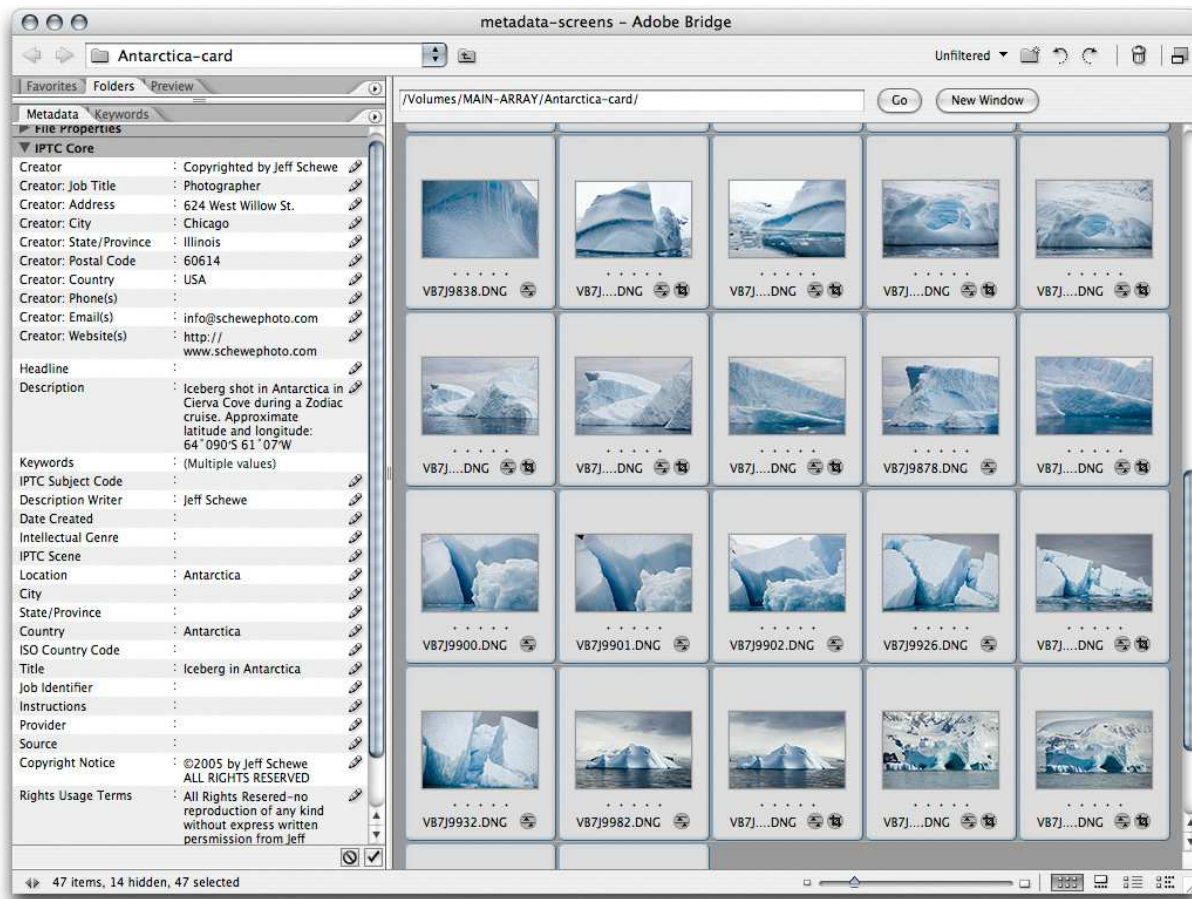 metadata-screens – Adobe Bridge
Antarctica-card
Unfiltered
Favorites Folders Preview
/Volumes/MAIN-ARRAY/Antarctica-card/ Go New Window
Metadata Keywords
File Properties
IPTC Core
Creator : Copyrighted by Jeff Schewe
Creator: Job Title : Photographer
Creator: Address : 624 West Willow St.
Creator: City : Chicago
Creator: State/Province : Illinois
Creator: Postal Code : 60614
Creator: Country : USA
Creator: Phone(s) :
Creator: Email(s) : info@schewephoto.com
Creator: Website(s) : http://
www.schewephoto.com
Headline :
Description : Iceberg shot in Antarctica in
Cierva Cove during a Zodiac
cruise. Approximate
latitude and longitude:
64˚090'S 61˚07'W
Keywords : (Multiple values)
IPTC Subject Code :
Description Writer : Jeff Schewe
Date Created :
Intellectual Genre :
IPTC Scene :
Location : Antarctica
City :
State/Province :
Country : Antarctica
ISO Country Code :
Title : Iceberg in Antarctica
Job Identifier :
Instructions :
Provider :
Source :
Copyright Notice : ©2005 by Jeff Schewe
ALL RIGHTS RESERVED
Rights Usage Terms : All Rights Resered–no
reproduction of any kind
without express written
persmission from Jeff
VB7J9838.DNG VB7J....DNG VB7J....DNG VB7J9883.DNG VB7J....DNG
VB7J....DNG VB7J....DNG VB7J....DNG VB7J9878.DNG VB7J....DNG
VB7J9900.DNG VB7J9901.DNG VB7J9902.DNG VB7J9926.DNG VB7J....DNG
VB7J9932.DNG VB7J9982.DNG VB7J....DNG VB7J....DNG VB7J....DNG
47 items, 14 hidden, 47 selected